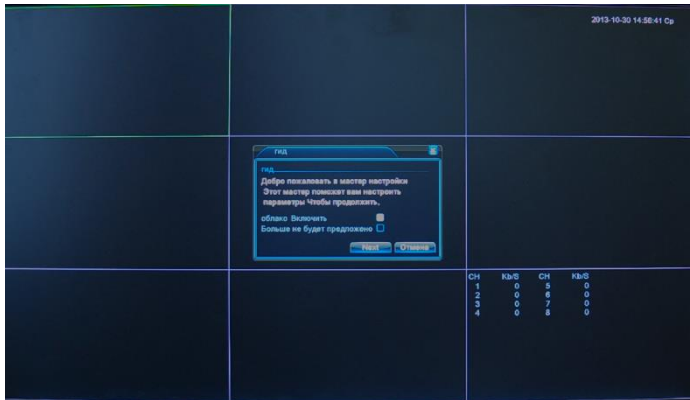 2013-10-30 14:56:41 Ср
гид
гид
Добро пожаловать в мастер настройки
Этот мастер поможет вам настроить
параметры Чтобы продолжить.
облако Включить
Больше не будет предложено
Next Отмена
CH Kb/S CH Kb/S
1 0 5 0
2 0 6 0
3 0 7 0
4 0 8 0